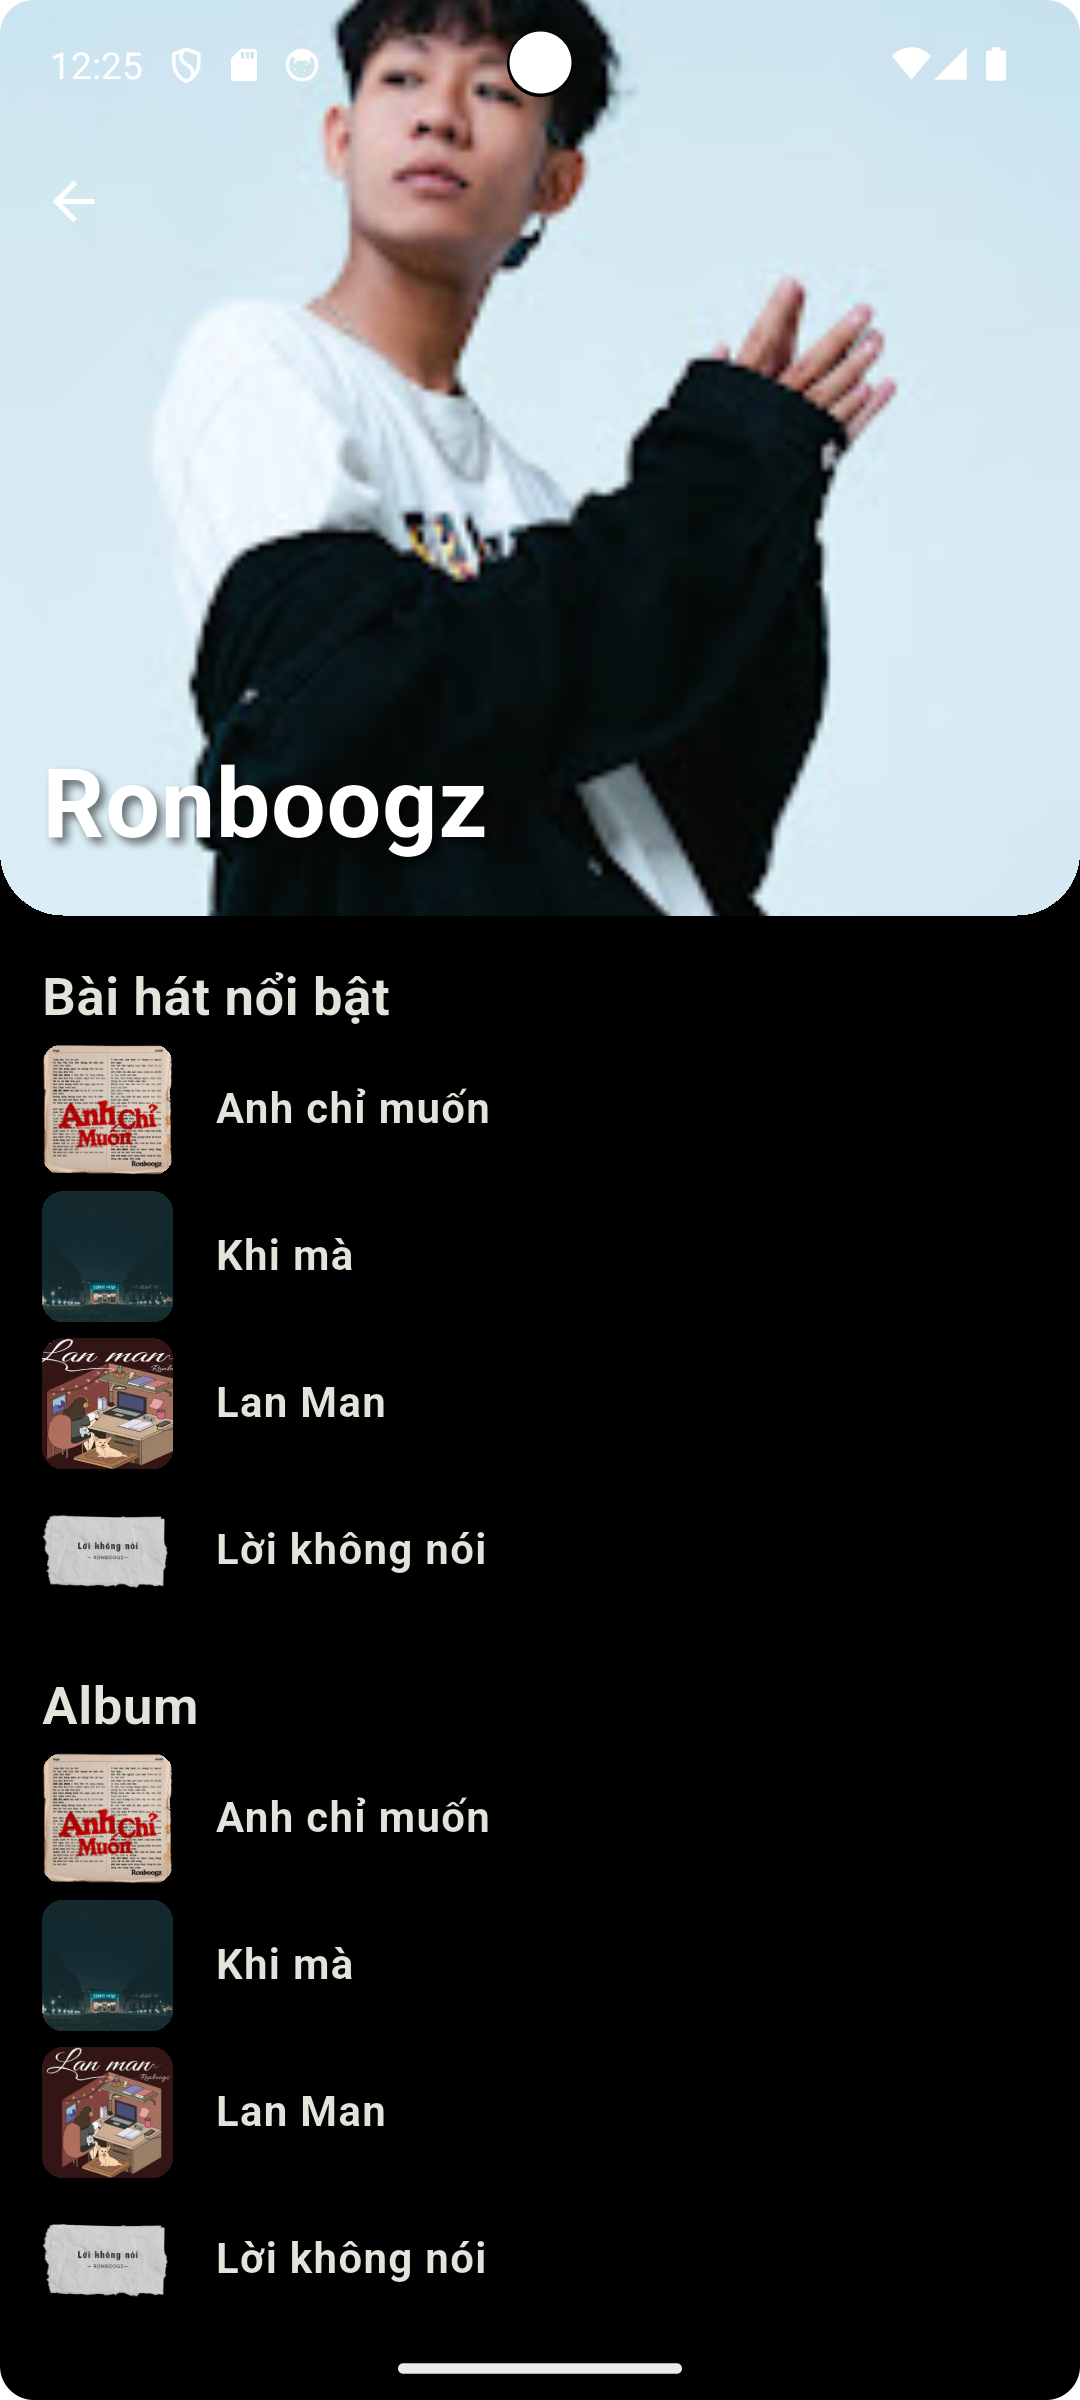 12:25
Ronboogz
Bài hát nổi bật
Anh Chỉ
Muốn
Ronboogz
Anh chỉ muốn
Khi mà
Lan man
Lan Man
Lời không nói
– RONBOOGZ –
Lời không nói
Album
Anh Chỉ
Muốn
Ronboogz
Anh chỉ muốn
Khi mà
Lan man
Ronboogz
Lan Man
Lời không nói
– RONBOOGZ –
Lời không nói